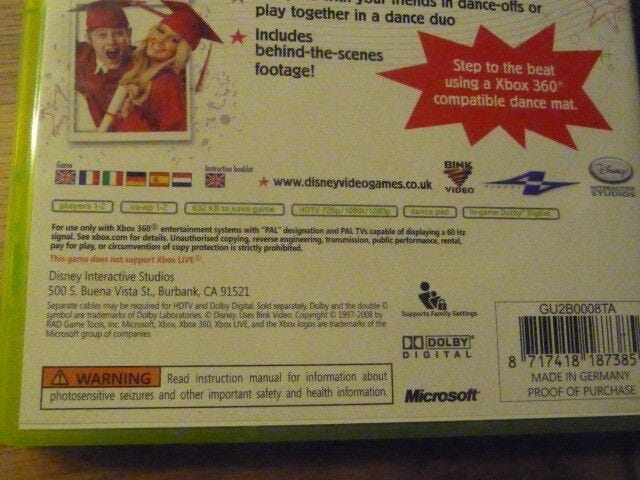 your friends in dance-offs or
play together in a dance duo
Includes
behind-the-scenes
footage!
Step to the beat
using a Xbox 360®
compatible dance mat.
Game
Instruction booklet
www.disneyvideogames.co.uk
BINK
VIDEO
Disney
INTERACTIVE
STUDIOS
players 1-2
co-op 1-2
652 KB to save game
HDTV 720p/1080i/1080p
dance pad
in-game Dolby® Digital
For use only with Xbox 360® entertainment systems with "PAL" designation and PAL TVs capable of displaying a 60 Hz
signal. See xbox.com for details. Unauthorised copying, reverse engineering, transmission, public performance, rental,
pay for play, or circumvention of copy protection is strictly prohibited.
This game does not support Xbox LIVE®.
Disney Interactive Studios
500 S. Buena Vista St., Burbank, CA 91521
Separate cables may be required for HDTV and Dolby Digital. Sold separately. Dolby and the double-D
symbol are trademarks of Dolby Laboratories. © Disney. Uses Bink Video. Copyright © 1997-2008 by
RAD Game Tools, Inc. Microsoft, Xbox, Xbox 360, Xbox LIVE, and the Xbox logos are trademarks of the
Microsoft group of companies
Supports Family Settings
DOLBY
DIGITAL
GU2B0008TA
8 717418 187385
MADE IN GERMANY
PROOF OF PURCHASE
WARNING Read instruction manual for information about
photosensitive seizures and other important safety and health information.
Microsoft®